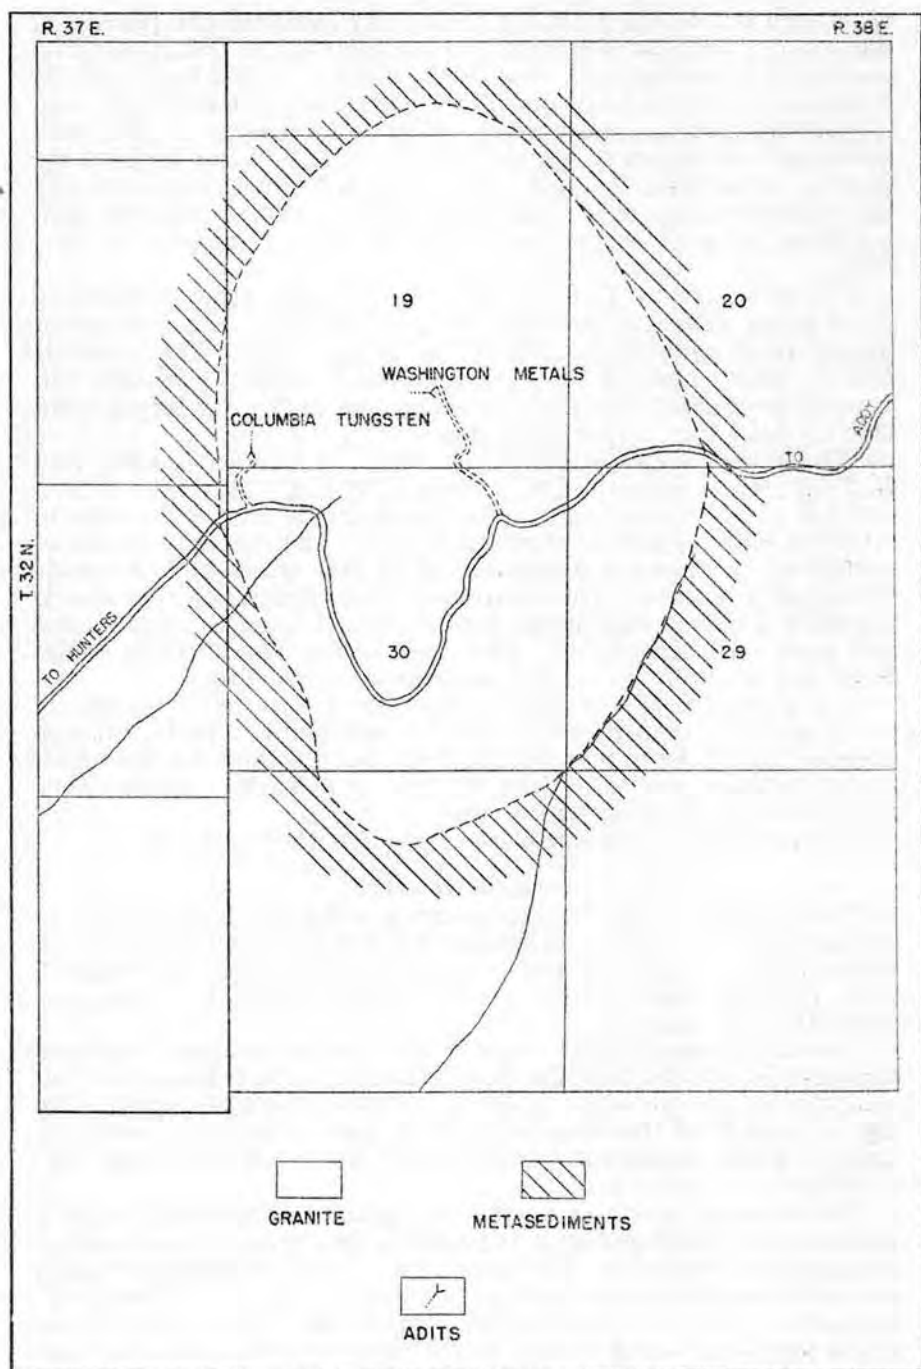 R. 37 E.
R. 38 E.
19
20
WASHINGTON METALS
COLUMBIA TUNGSTEN
TO ADDY
T. 32 N.
TO HUNTERS
30
29
GRANITE
METASEDIMENTS
ADITS